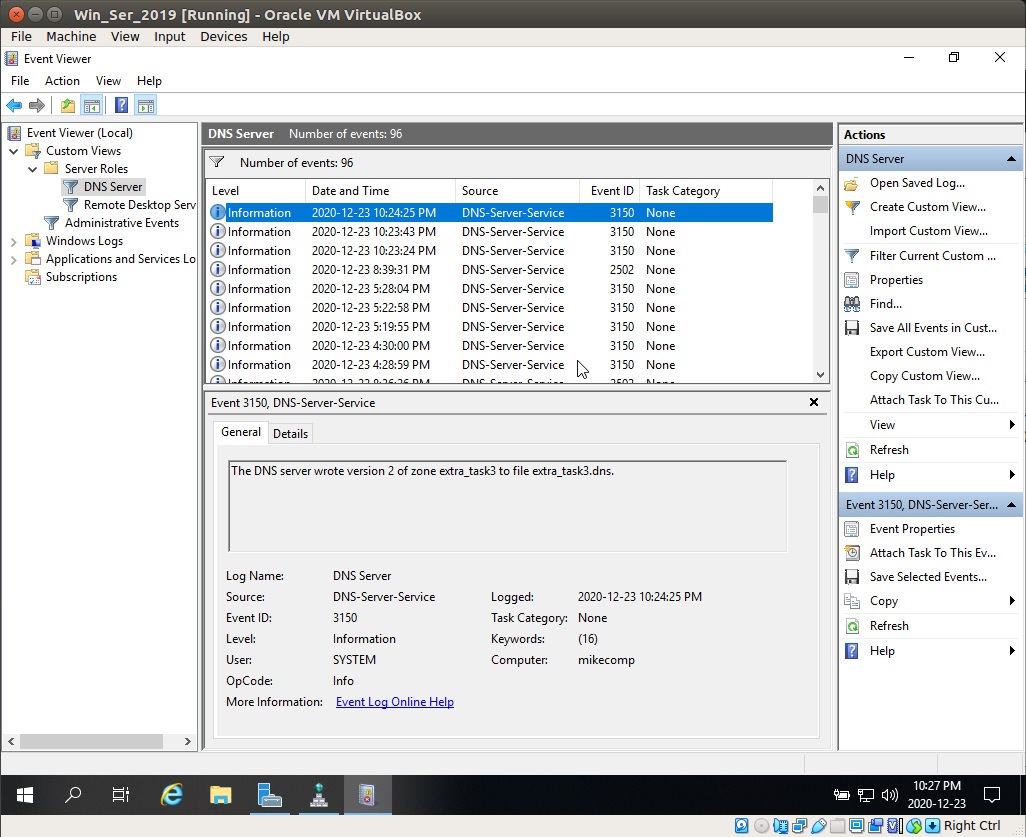 Win_Ser_2019 [Running] - Oracle VM VirtualBox
File Machine View Input Devices Help
Event Viewer
File Action View Help
Event Viewer (Local)
Custom Views
Server Roles
DNS Server
Remote Desktop Serv
Administrative Events
Windows Logs
Applications and Services Lo
Subscriptions
DNS Server Number of events: 96
Number of events: 96
Level Date and Time Source Event ID Task Category
Information 2020-12-23 10:24:25 PM DNS-Server-Service 3150 None
Information 2020-12-23 10:23:43 PM DNS-Server-Service 3150 None
Information 2020-12-23 10:23:24 PM DNS-Server-Service 3150 None
Information 2020-12-23 8:39:31 PM DNS-Server-Service 2502 None
Information 2020-12-23 5:28:04 PM DNS-Server-Service 3150 None
Information 2020-12-23 5:22:58 PM DNS-Server-Service 3150 None
Information 2020-12-23 5:19:55 PM DNS-Server-Service 3150 None
Information 2020-12-23 4:30:00 PM DNS-Server-Service 3150 None
Information 2020-12-23 4:28:59 PM DNS-Server-Service 3150 None
Event 3150, DNS-Server-Service
General Details
The DNS server wrote version 2 of zone extra_task3 to file extra_task3.dns.
Log Name: DNS Server
Source: DNS-Server-Service Logged: 2020-12-23 10:24:25 PM
Event ID: 3150 Task Category: None
Level: Information Keywords: (16)
User: SYSTEM Computer: mikecomp
OpCode: Info
More Information: Event Log Online Help
Actions
DNS Server
Open Saved Log...
Create Custom View...
Import Custom View...
Filter Current Custom ...
Properties
Find...
Save All Events in Cust...
Export Custom View...
Copy Custom View...
Attach Task To This Cu...
View
Refresh
Help
Event 3150, DNS-Server-Ser...
Event Properties
Attach Task To This Ev...
Save Selected Events...
Copy
Refresh
Help
10:27 PM
2020-12-23
Right Ctrl